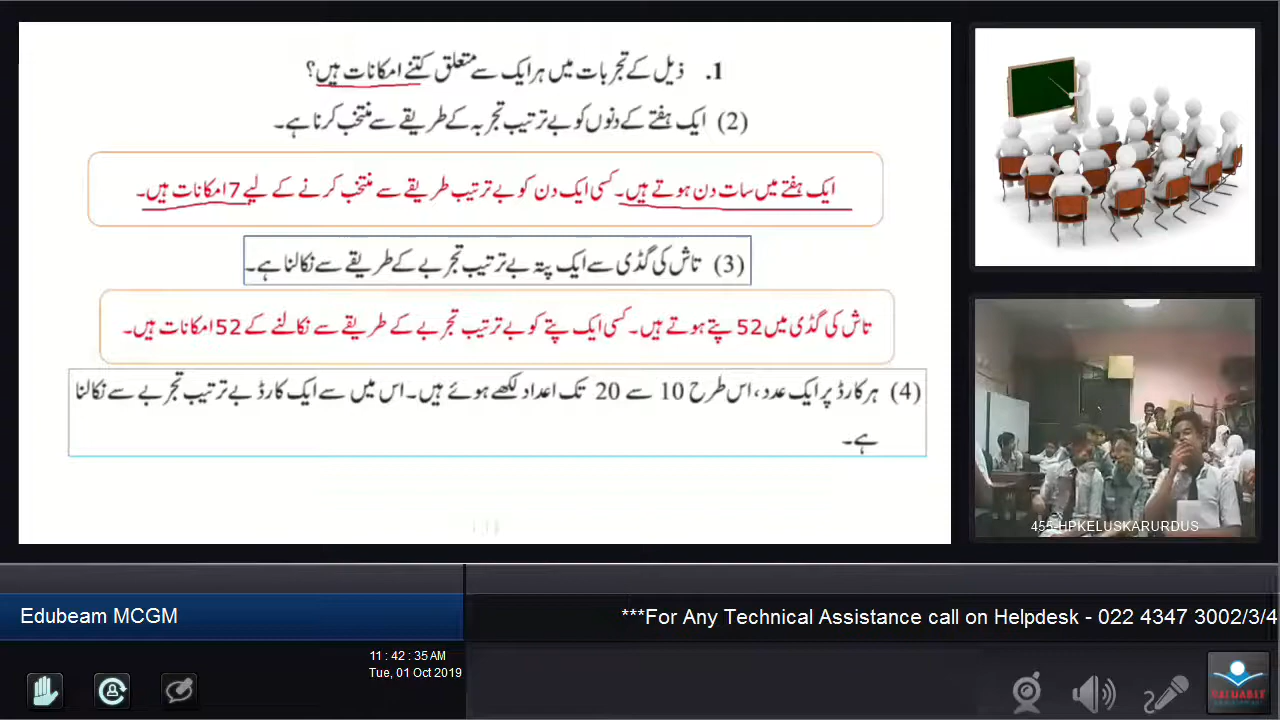 1. ذیل کے تجربات میں ہر ایک سے متعلق کتنے امکانات ہیں؟
(2) ایک ہفتے کے دنوں کو بے ترتیب تجربہ کے طریقے سے منتخب کرنا ہے۔
ایک ہفتے میں سات دن ہوتے ہیں۔ کسی ایک دن کو بے ترتیب طریقے سے منتخب کرنے کے لیے 7 امکانات ہیں۔
(3) تاش کی گڈی سے ایک پتہ بے ترتیب تجربے کے طریقے سے نکالنا ہے۔
تاش کی گڈی میں 52 پتے ہوتے ہیں۔ کسی ایک پتے کو بے ترتیب تجربے کے طریقے سے نکالنے کے 52 امکانات ہیں۔
(4) ہر کارڈ پر ایک عدد، اس طرح 10 سے 20 تک اعداد لکھے ہوئے ہیں۔ اس میں سے ایک کارڈ بے ترتیب تجربے سے نکالنا
ہے۔
455-HPKELUSKARURDUS
Edubeam MCGM
***For Any Technical Assistance call on Helpdesk - 022 4347 3002/3/4
11 : 42 : 35 AM
Tue, 01 Oct 2019